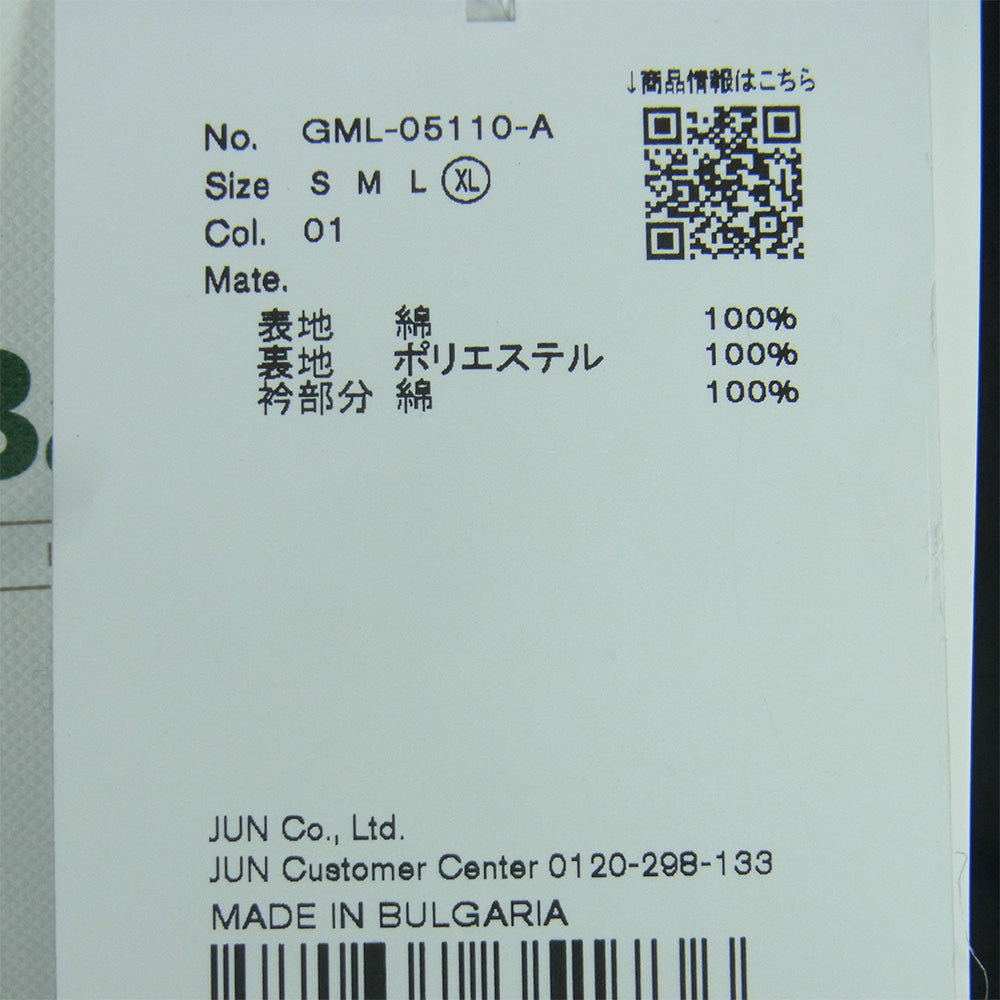 ↓商品情報はこちら
No. GML-05110-A
Size S M L XL
Col. 01
Mate.
表地 綿 100%
裏地 ポリエステル 100%
衿部分 綿 100%
JUN Co., Ltd.
JUN Customer Center 0120-298-133
MADE IN BULGARIA